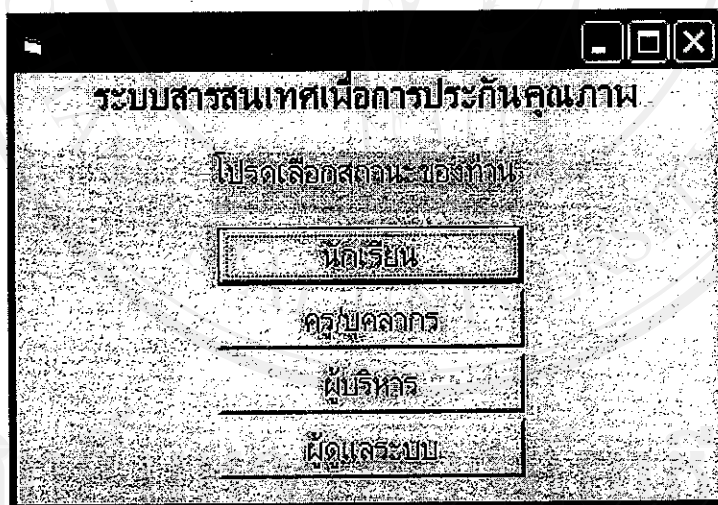 ระบบสารสนเทศเพื่อการประกันคุณภาพ
โปรดเลือกสถานะของท่าน
นักเรียน
ครู/บุคลากร
ผู้บริหาร
ผู้ดูแลระบบ